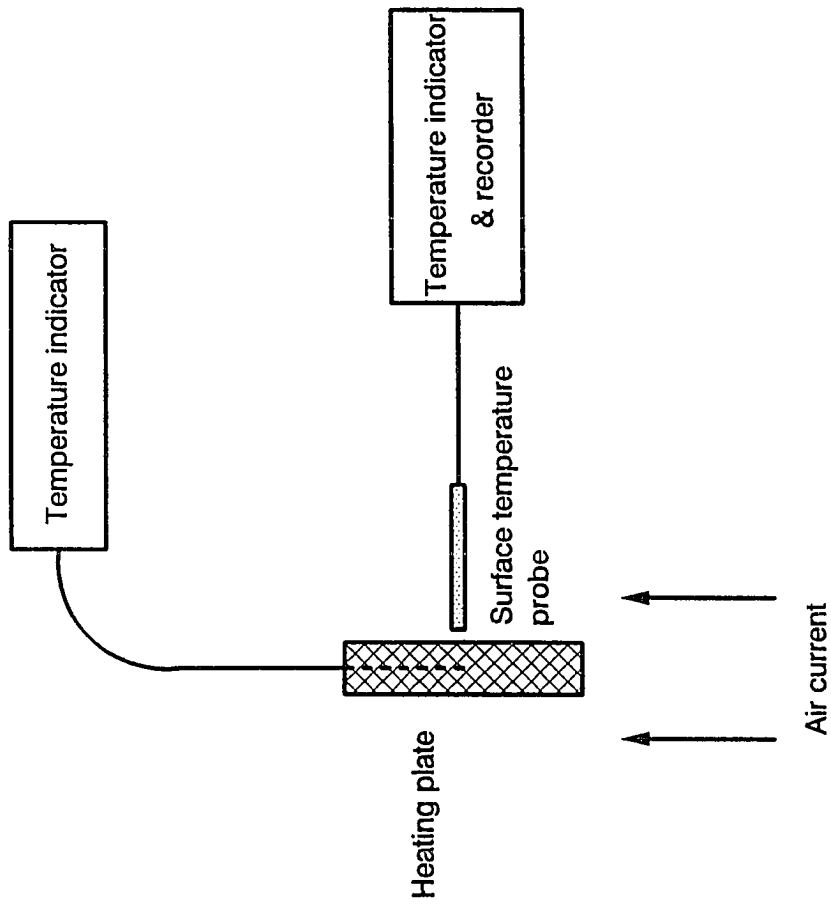 Temperature indicator
Temperature indicator
& recorder
Surface temperature
probe
Heating plate
Air current